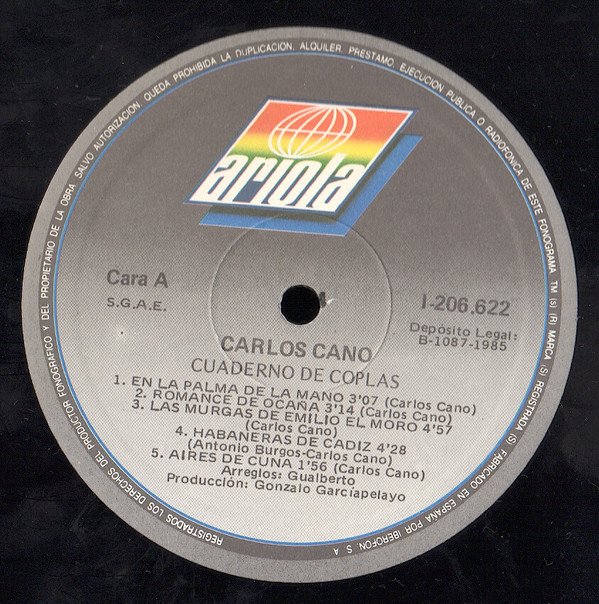 REGISTRADOS LOS DERECHOS DEL PRODUCTOR FONOGRAFICO Y DEL PROPIETARIO DE LA OBRA. SALVO AUTORIZACION QUEDA PROHIBIDA LA DUPLICACION, ALQUILER, PRESTAMO, EJECUCION PUBLICA O RADIOFONICA DE ESTE FONOGRAMA TM (S) (R) MARCA (S) REGISTRADA (S) FABRICADO EN ESPAÑA POR IBEROFON, S. A.
ariola
Cara A
S.G.A.E.
I-206.622
Depósito Legal:
B-1087-1985
CARLOS CANO
CUADERNO DE COPLAS
1. EN LA PALMA DE LA MANO 3'07 (Carlos Cano)
2. ROMANCE DE OCAÑA 3'14 (Carlos Cano)
3. LAS MURGAS DE EMILIO EL MORO 4'57
(Carlos Cano)
4. HABANERAS DE CADIZ 4'28
(Antonio Burgos-Carlos Cano)
5. AIRES DE CUNA 1'56 (Carlos Cano)
Arreglos: Gualberto
Producción: Gonzalo Garcíapelayo